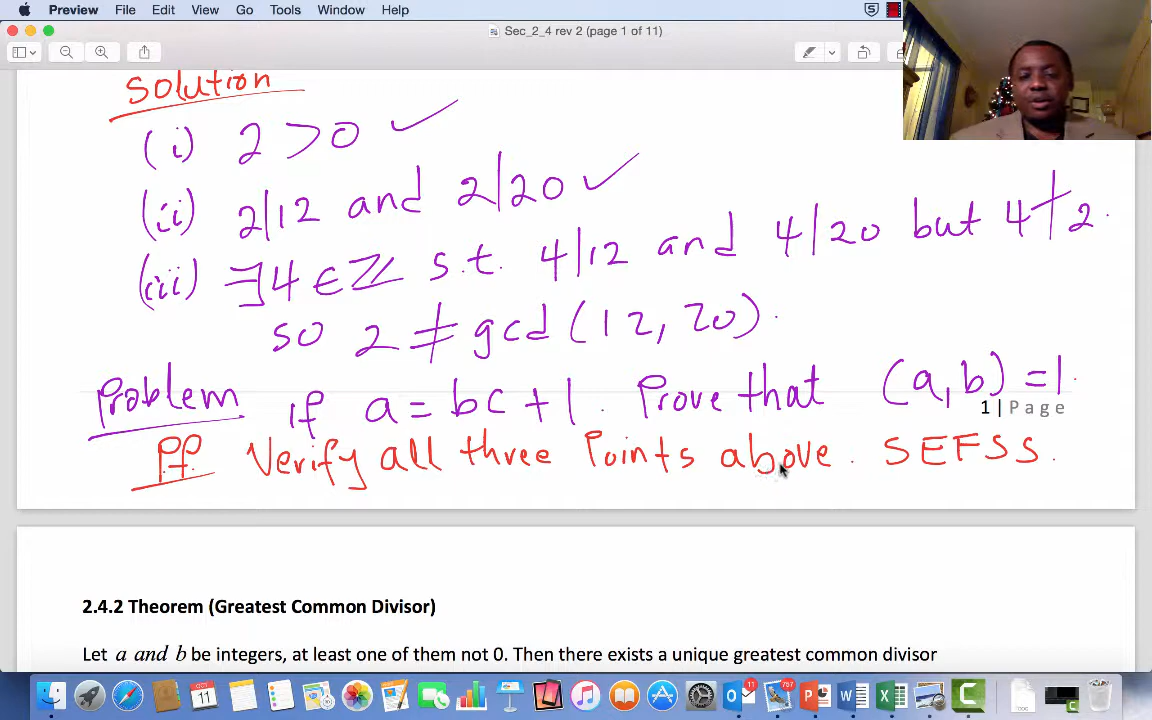 Preview File Edit View Go Tools Window Help
Sec_2_4 rev 2 (page 1 of 11)
Solution
(i) 2 > 0 ✓
(ii) 2|12 and 2|20 ✓
(iii) ∃4 ∈ ℤ s.t. 4|12 and 4|20 but 4∤2.
so 2 ≠ gcd (12, 20).
Problem if a = bc + 1. Prove that (a, b) = 1.
1 | Page
Pf Verify all three Points above. SEFSS.
2.4.2 Theorem (Greatest Common Divisor)
Let a and b be integers, at least one of them not 0. Then there exists a unique greatest common divisor
11
11
757